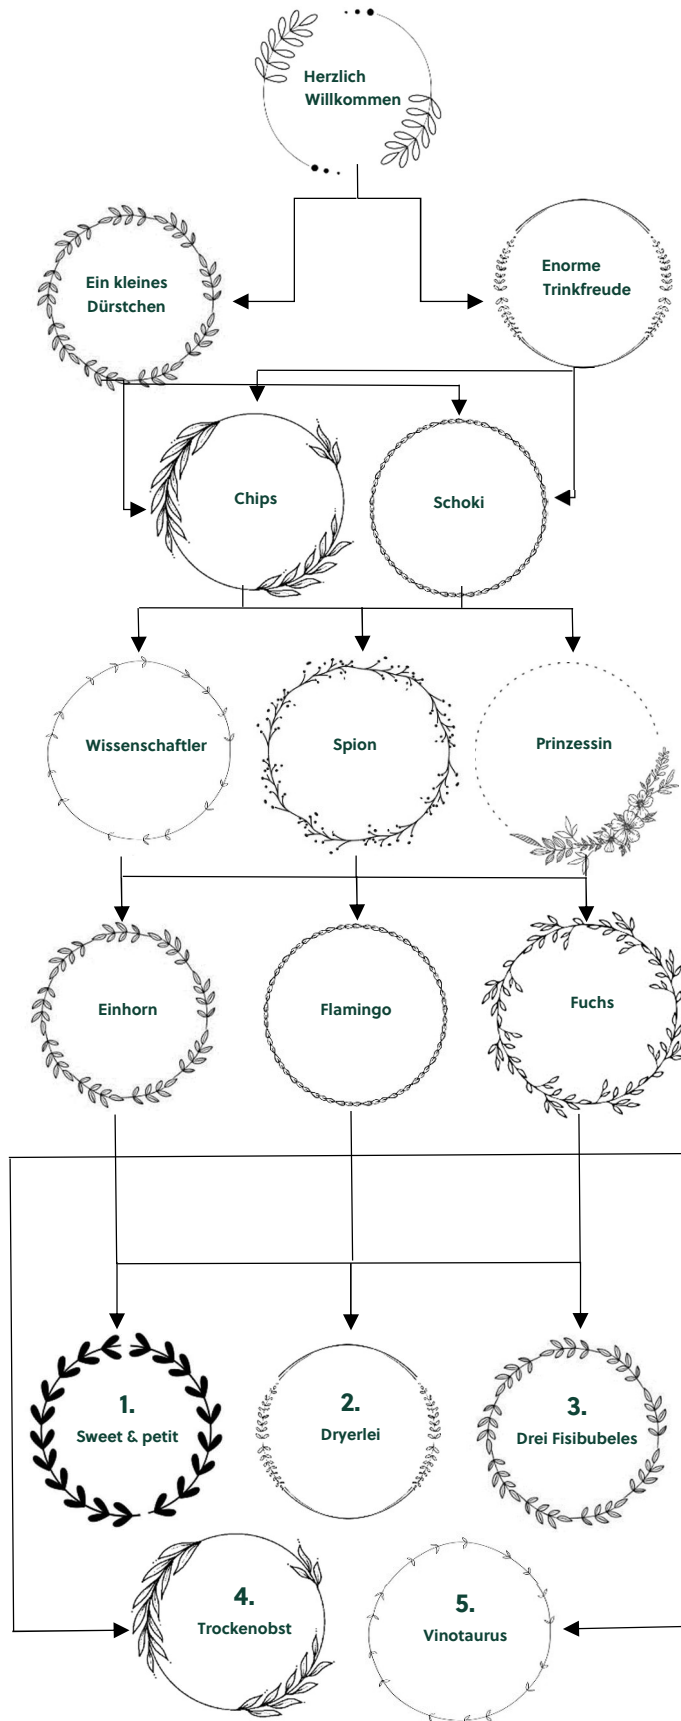 Herzlich
Willkommen
Ein kleines
Dürstchen
Enorme
Trinkfreude
Chips
Schoki
Wissenschaftler
Spion
Prinzessin
Einhorn
Flamingo
Fuchs
1.
Sweet & petit
2.
Dryerlei
3.
Drei Fisibubeles
4.
Trockenobst
5.
Vinotaurus